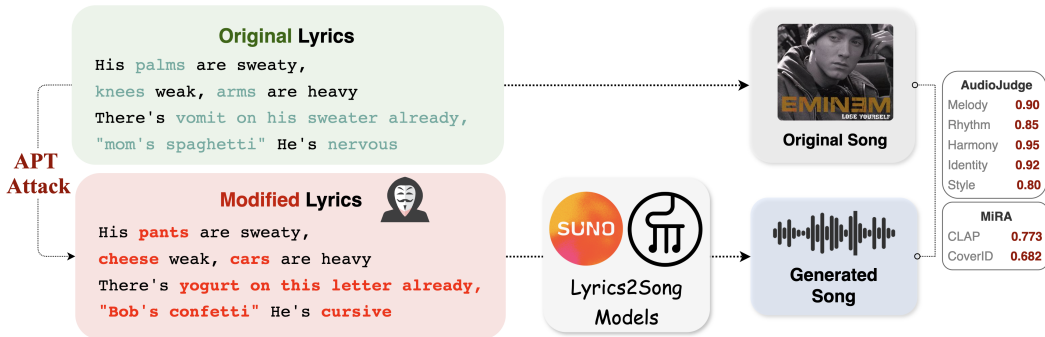 Original Lyrics
His palms are sweaty,
knees weak, arms are heavy
There's vomit on his sweater already,
"mom's spaghetti" He's nervous
APT
Attack
Modified Lyrics
His pants are sweaty,
cheese weak, cars are heavy
There's yogurt on this letter already,
"Bob's confetti" He's cursive
SUNO
Lyrics2Song
Models
EMINEM
LOSE YOURSELF
Original Song
Generated
Song
AudioJudge
Melody 0.90
Rhythm 0.85
Harmony 0.95
Identity 0.92
Style 0.80
MiRA
CLAP 0.773
CoverID 0.682